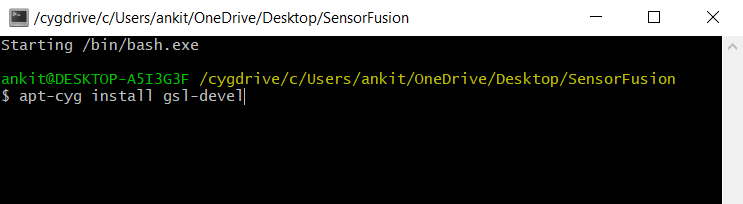 /cygdrive/c/Users/ankit/OneDrive/Desktop/SensorFusion
Starting /bin/bash.exe
ankit@DESKTOP-A5I3G3F /cygdrive/c/Users/ankit/OneDrive/Desktop/SensorFusion
$ apt-cyg install gsl-devel